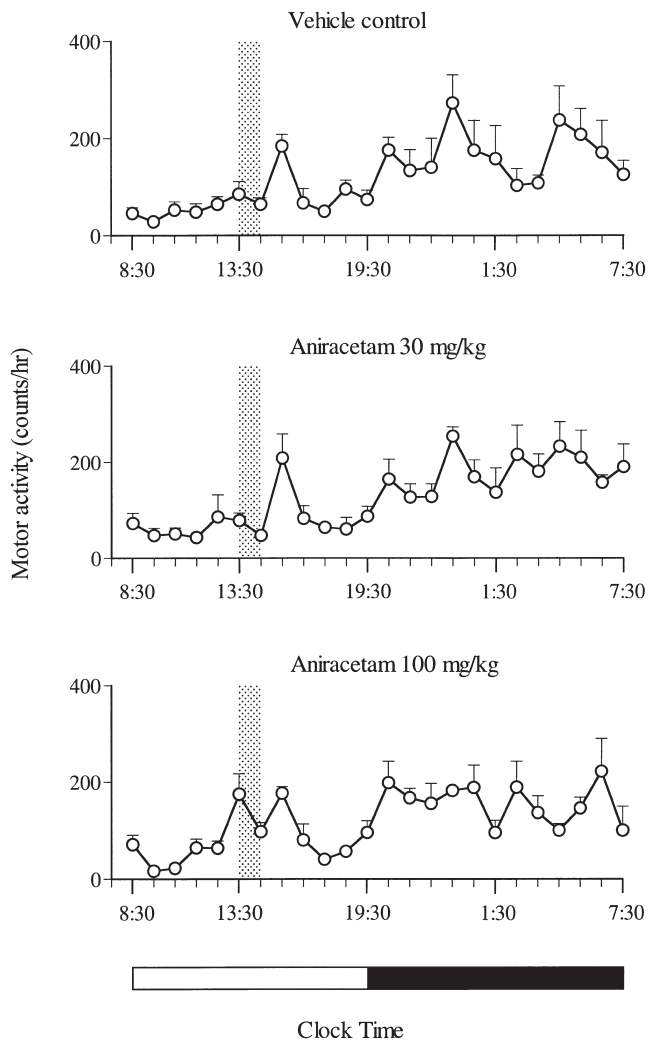 Vehicle control
400
200
0
8:30 13:30 19:30 1:30 7:30
Aniracetam 30 mg/kg
Motor activity (counts/hr)
400
200
0
8:30 13:30 19:30 1:30 7:30
Aniracetam 100 mg/kg
400
200
0
8:30 13:30 19:30 1:30 7:30
Clock Time